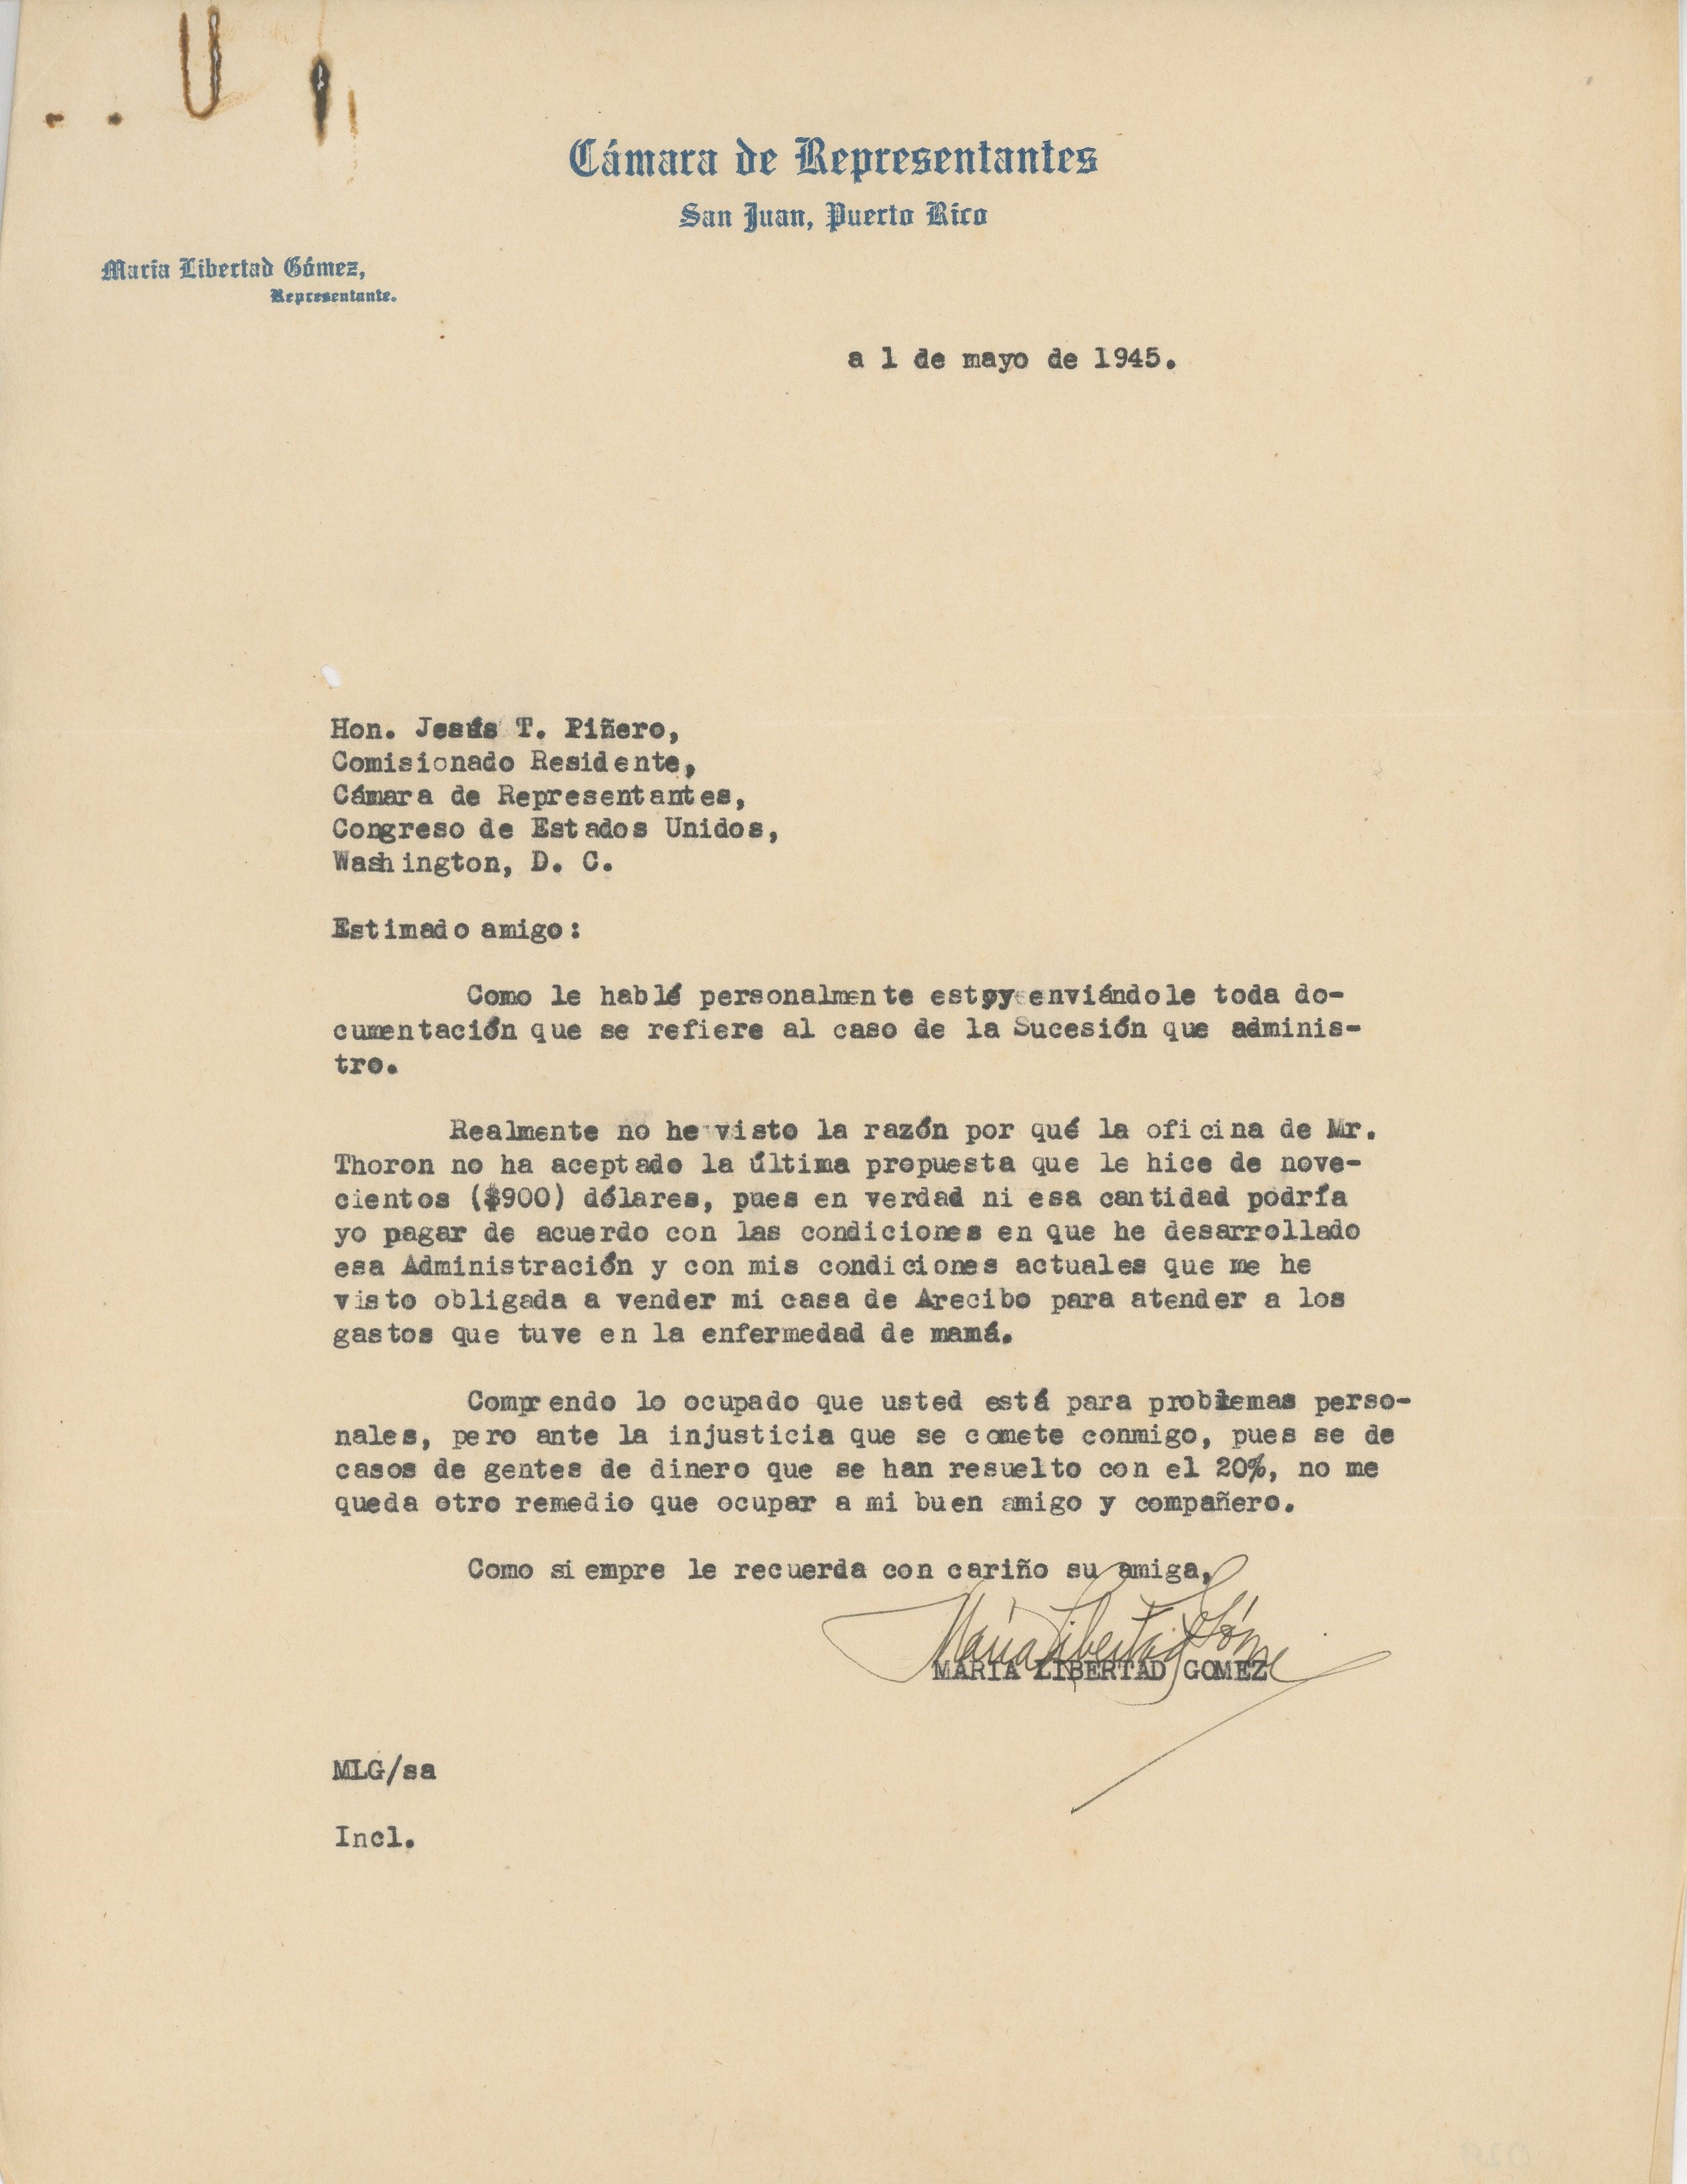 Cámara de Representantes
San Juan, Puerto Rico
Maria Libertad Gómez,
Representante.
a 1 de mayo de 1945.
Hon. Jesús T. Piñero,
Comisionado Residente,
Cámara de Representantes,
Congreso de Estados Unidos,
Washington, D. C.
Estimado amigo:
Como le hablé personalmente estoy enviándole toda do-
cumentación que se refiere al caso de la Sucesión que adminis-
tro.
Realmente no he visto la razón por qué la oficina de Mr.
Thoron no ha aceptado la última propuesta que le hice de nove-
cientos ($900) dólares, pues en verdad ni esa cantidad podría
yo pagar de acuerdo con las condiciones en que he desarrollado
esa Administración y con mis condiciones actuales que me he
visto obligada a vender mi casa de Arecibo para atender a los
gastos que tuve en la enfermedad de mamá.
Comprendo lo ocupado que usted está para problemas perso-
nales, pero ante la injusticia que se comete conmigo, pues se de
casos de gentes de dinero que se han resuelto con el 20%, no me
queda otro remedio que ocupar a mi buen amigo y compañero.
Como siempre le recuerda con cariño su amiga,
María Libertad Gómez
MARIA LIBERTAD GOMEZ
MLG/sa
Incl.